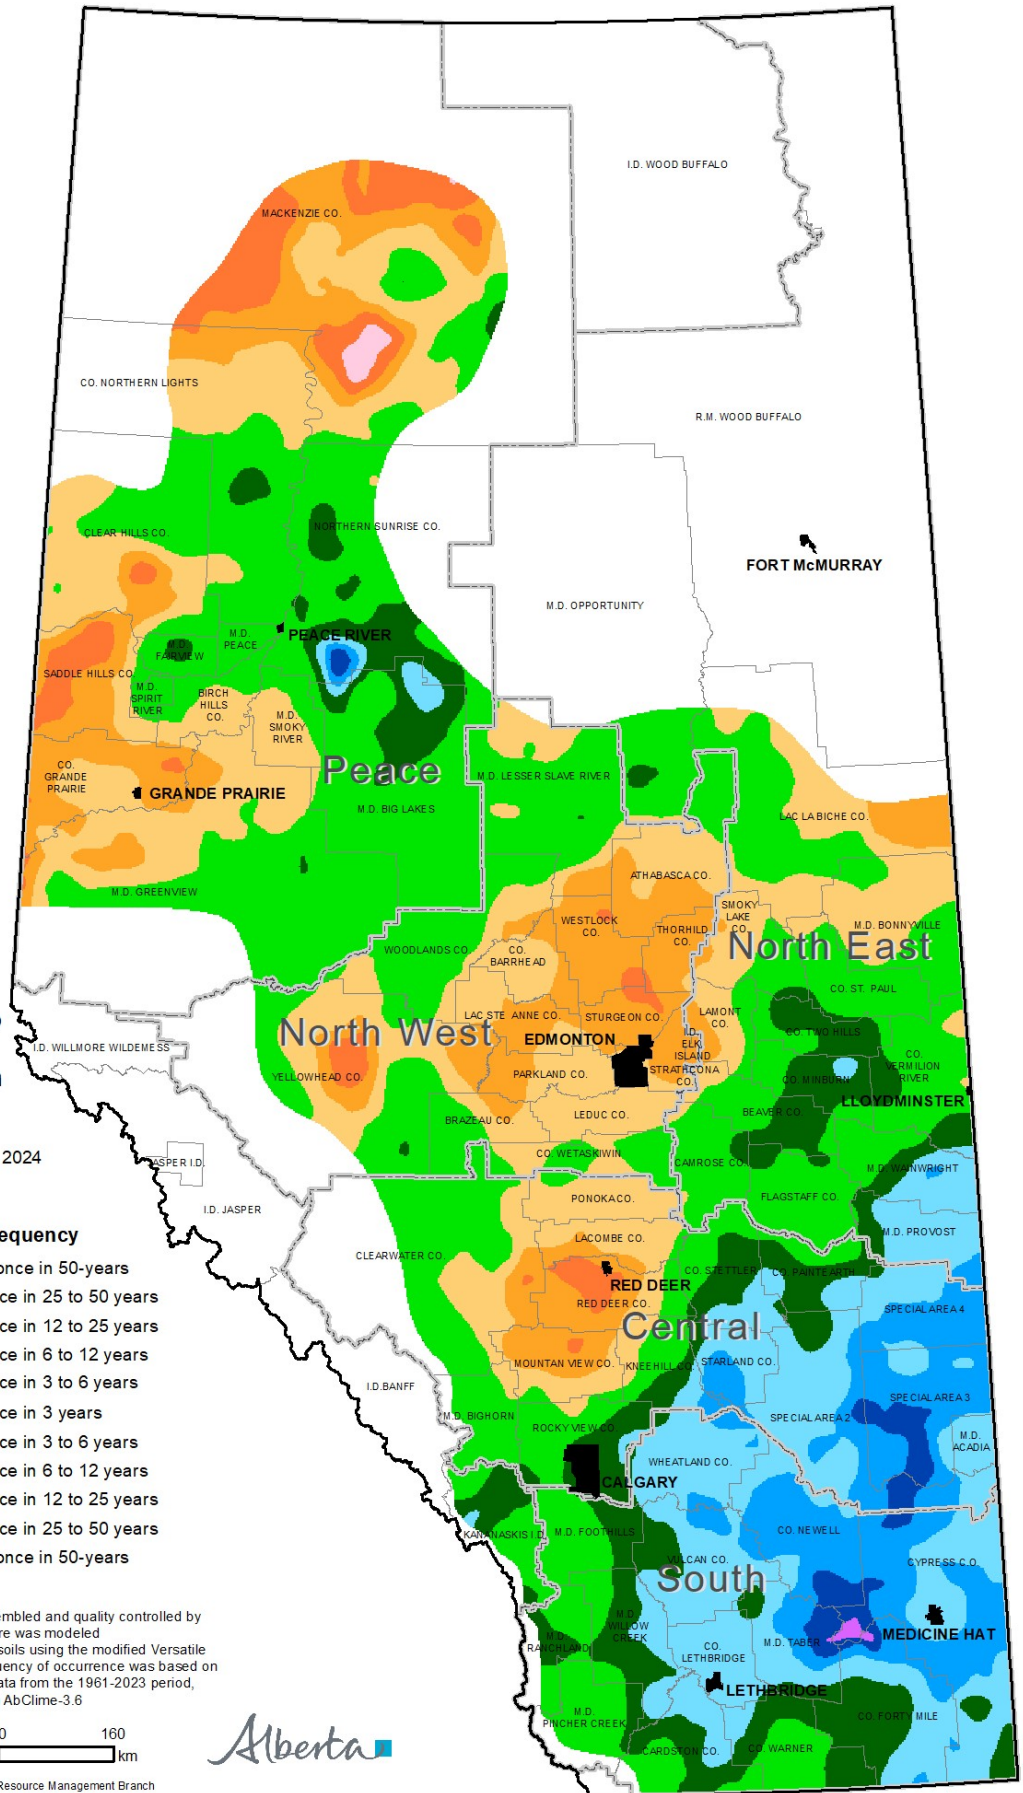 I.D. WOOD BUFFALO
MACKENZIE CO.
CO. NORTHERN LIGHTS
R.M. WOOD BUFFALO
CLEAR HILLS CO.
NORTHERN SUNRISE CO.
FORT McMURRAY
M.D. OPPORTUNITY
PEACE RIVER
M.D.
PEACE
M.D.
FAIRVIEW
SADDLE HILLS CO.
M.D.
SPIRIT
RIVER
BIRCH
HILLS
CO.
M.D.
SMOKY
RIVER
Peace
CO.
GRANDE
PRAIRIE
GRANDE PRAIRIE
M.D. LESSER SLAVE RIVER
M.D. BIG LAKES
LAC LA BICHE CO.
M.D. GREENVIEW
ATHABASCA CO.
WESTLOCK
CO.
THORHILD
CO.
SMOKY
LAKE
CO.
M.D. BONNYVILLE
North East
WOODLANDS CO.
CO.
BARRHEAD
CO. ST. PAUL
LAC STE ANNE CO.
STURGEON CO.
LAMONT
CO.
North West
EDMONTON
I.D.
ELK
ISLAND
CO. TWO HILLS
I.D. WILLMORE WILDERNESS
YELLOWHEAD CO.
PARKLAND CO.
STRATHCONA
CO.
CO. MINBURN
CO.
VERMILION
RIVER
LLOYDMINSTER
BRAZEAU CO.
LEDUC CO.
BEAVER CO.
2024
JASPER I.D.
CO. WETASKIWIN
CAMROSE CO.
M.D. WAINWRIGHT
I.D. JASPER
PONOKA CO.
FLAGSTAFF CO.
M.D. PROVOST
CLEARWATER CO.
LACOMBE CO.
CO. STETTLER
CO. PAINTEARTH
RED DEER
RED DEER CO.
SPECIAL AREA 4
Central
MOUNTAN VIEW CO.
KNEEHILL CO.
STARLAND CO.
I.D.BANFF
SPECIAL AREA 3
M.D. BIGHORN
ROCKY VIEW CO.
SPECIAL AREA 2
M.D.
ACADIA
WHEATLAND CO.
CALGARY
KANANASKIS I.D.
M.D. FOOTHILLS
CO. NEWELL
VULCAN CO.
CYPRESS C.O.
South
M.D.
WILLOW
CREEK
M.D.
RANCHLAND
M.D. TABER
MEDICINE HAT
CO.
LETHBRIDGE
LETHBRIDGE
M.D.
PINCHER CREEK
CO. FORTY MILE
CARDSTON CO.
CO. WARNER
equency
once in 50-years
ce in 25 to 50 years
ce in 12 to 25 years
ce in 6 to 12 years
ce in 3 to 6 years
ce in 3 years
ce in 3 to 6 years
ce in 6 to 12 years
ce in 12 to 25 years
ce in 25 to 50 years
once in 50-years
embled and quality controlled by
re was modeled
soils using the modified Versatile
uency of occurrence was based on
ata from the 1961-2023 period,
AbClime-3.6
0 160
km
Alberta
Resource Management Branch